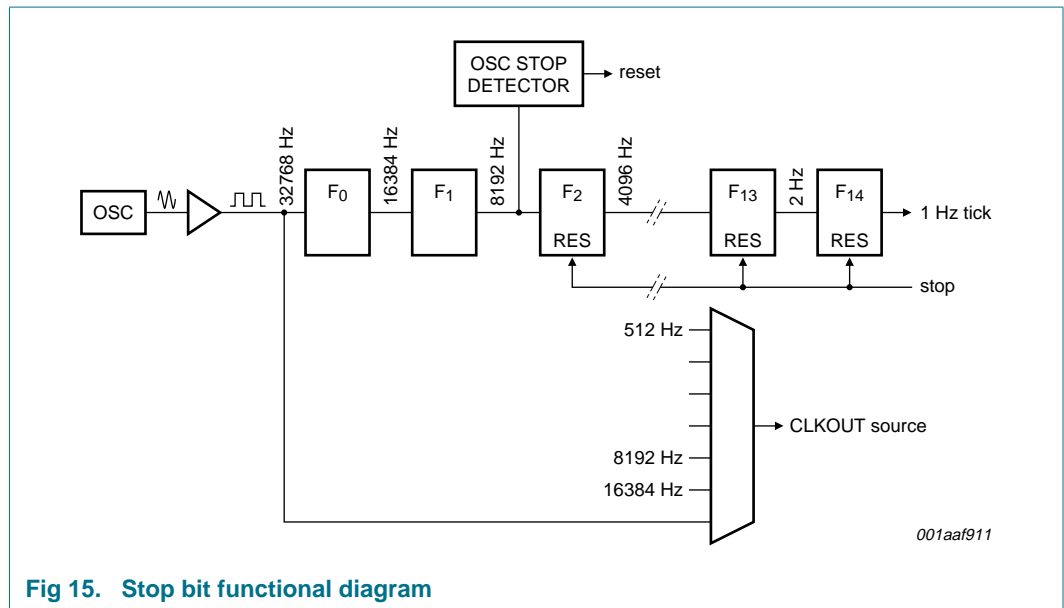 OSC STOP
DETECTOR
reset
32768 Hz
16384 Hz
8192 Hz
4096 Hz
2 Hz
OSC
F0
F1
F2
RES
F13
RES
F14
RES
1 Hz tick
stop
512 Hz
CLKOUT source
8192 Hz
16384 Hz
001aaf911
Fig 15. Stop bit functional diagram